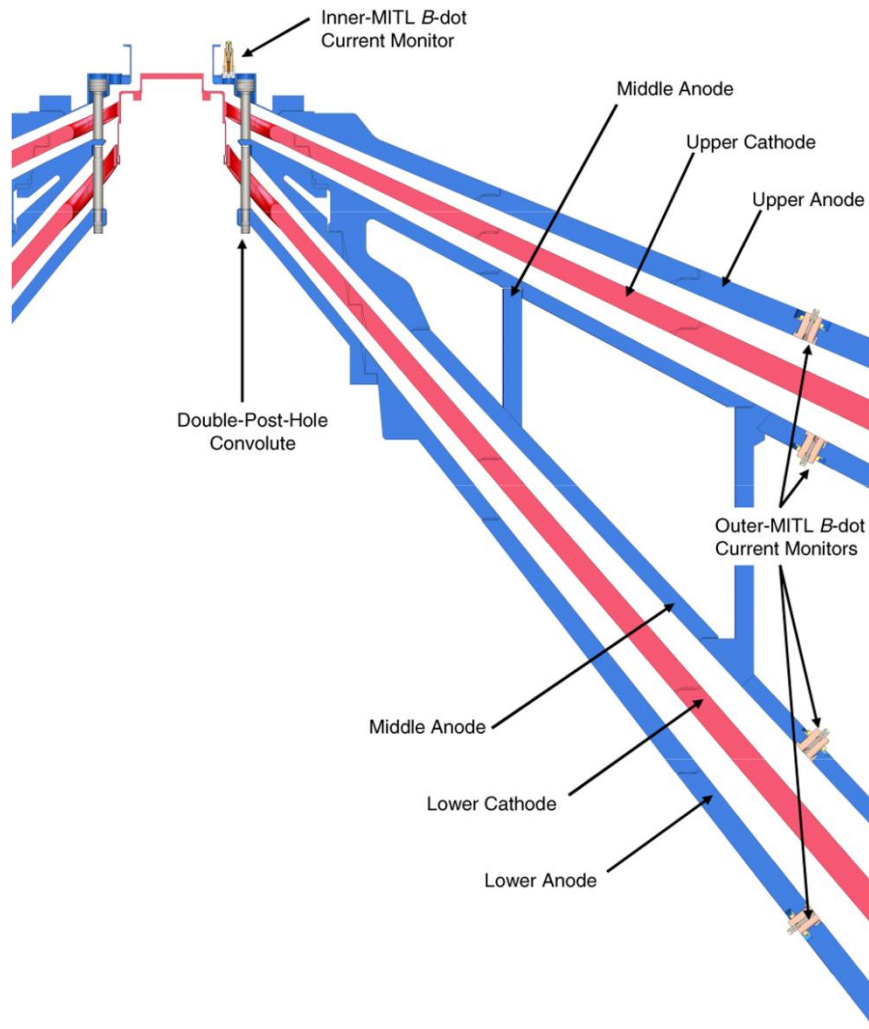 Inner-MITL B-dot
Current Monitor
Middle Anode
Upper Cathode
Upper Anode
Double-Post-Hole
Convolute
Outer-MITL B-dot
Current Monitors
Middle Anode
Lower Cathode
Lower Anode